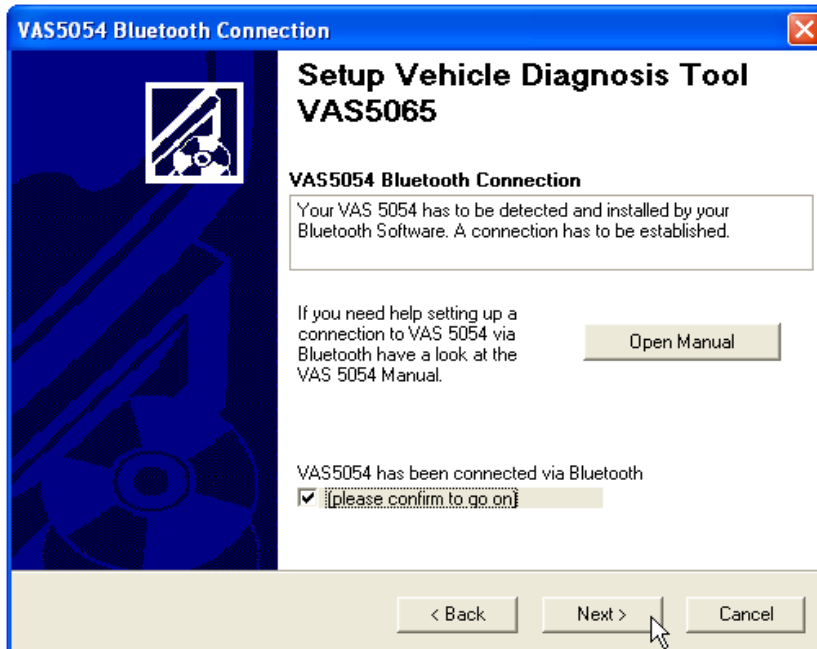 VAS5054 Bluetooth Connection
Setup Vehicle Diagnosis Tool
VAS5065
VAS5054 Bluetooth Connection
Your VAS 5054 has to be detected and installed by your
Bluetooth Software. A connection has to be established.
If you need help setting up a
connection to VAS 5054 via
Bluetooth have a look at the
VAS 5054 Manual.
Open Manual
VAS5054 has been connected via Bluetooth
(please confirm to go on)
< Back
Next >
Cancel